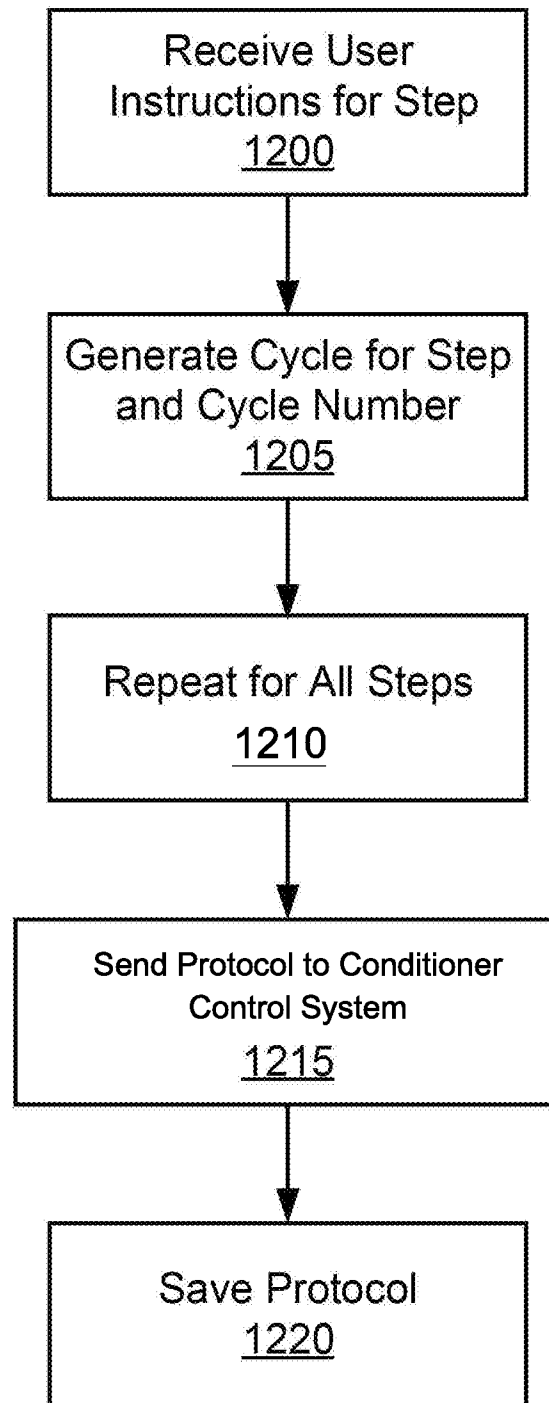 Receive User
Instructions for Step
1200
Generate Cycle for Step
and Cycle Number
1205
Repeat for All Steps
1210
Send Protocol to Conditioner
Control System
1215
Save Protocol
1220